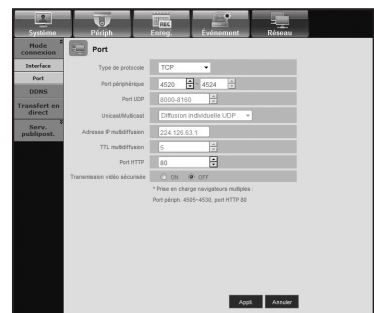 Système Périph Enreg. Événement Réseau
REC
Mode connexion
Interface
Port
DDNS
Transfert en direct
Serv. publipost.
Port
Type de protocole TCP
Port périphérique 4520 - 4524
Port UDP 8000-8160
Unicast/Multicast Diffusion individuelle UDP
Adresse IP multidiffusion 224.126.63.1
TTL multidiffusion 5
Port HTTP 80
Transmission vidéo sécurisée ON OFF
* Prise en charge navigateurs multiples :
Port périph. 4505~4530, port HTTP 80
Appli. Annuler